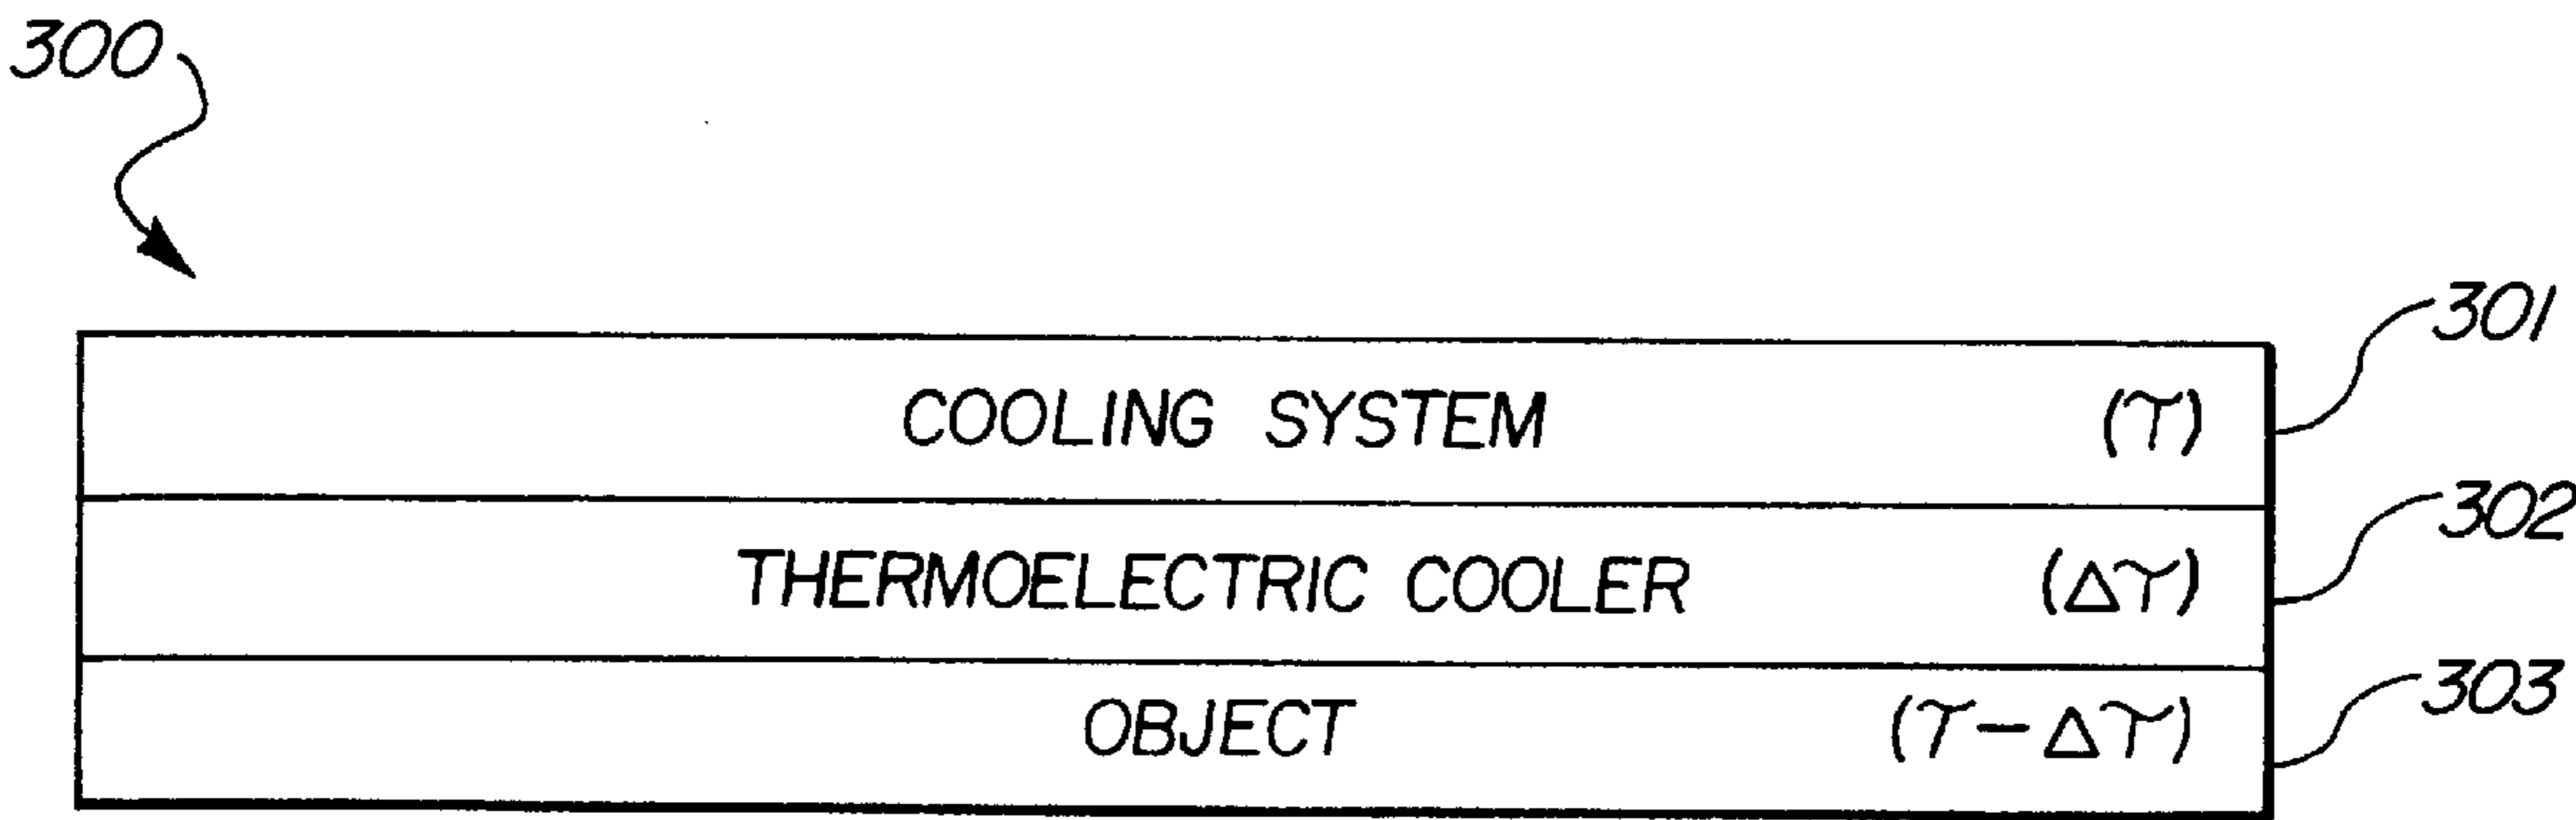 300
301
COOLING SYSTEM (T)
302
THERMOELECTRIC COOLER (ΔT)
303
OBJECT (T-ΔT)